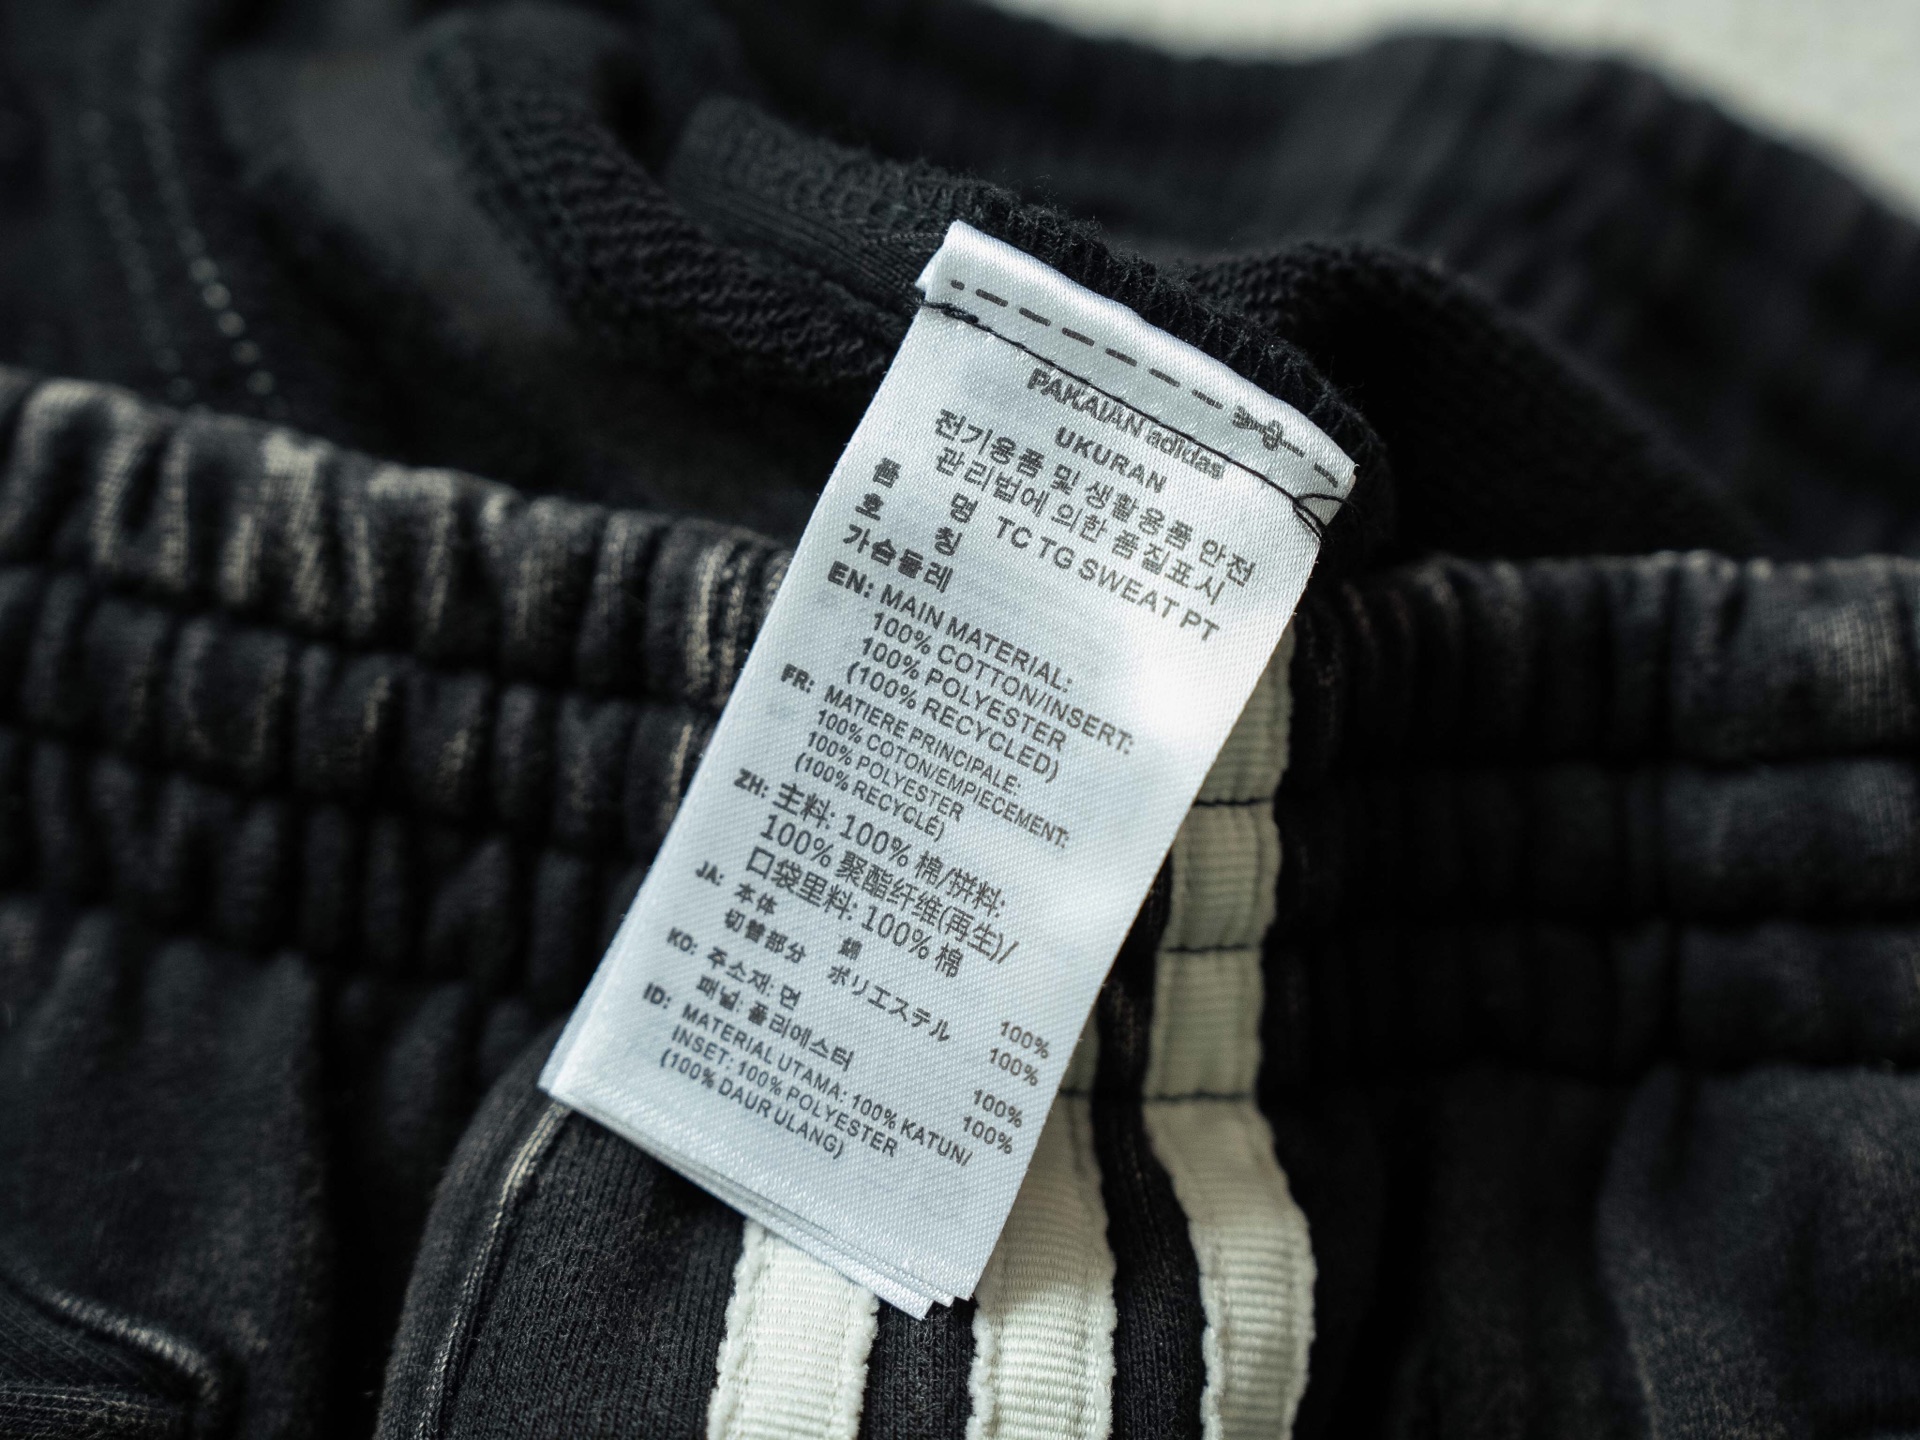 PAKAIAN adidas
UKURAN
전기용품 및 생활용품 안전
관리법에 의한 품질표시
품 명 TC TG SWEAT PT
호 칭
가슴둘레
EN: MAIN MATERIAL:
100% COTTON/INSERT:
100% POLYESTER
(100% RECYCLED)
FR: MATIERE PRINCIPALE:
100% COTON/EMPIECEMENT:
100% POLYESTER
(100% RECYCLÉ)
ZH: 主料: 100% 棉/拼料:
100% 聚酯纤维(再生)/
口袋里料: 100% 棉
JA: 本体 綿 100%
切替部分 ポリエステル 100%
KO: 주소재: 면 100%
패널: 폴리에스터 100%
ID: MATERIAL UTAMA: 100% KATUN/
INSET: 100% POLYESTER
(100% DAUR ULANG)